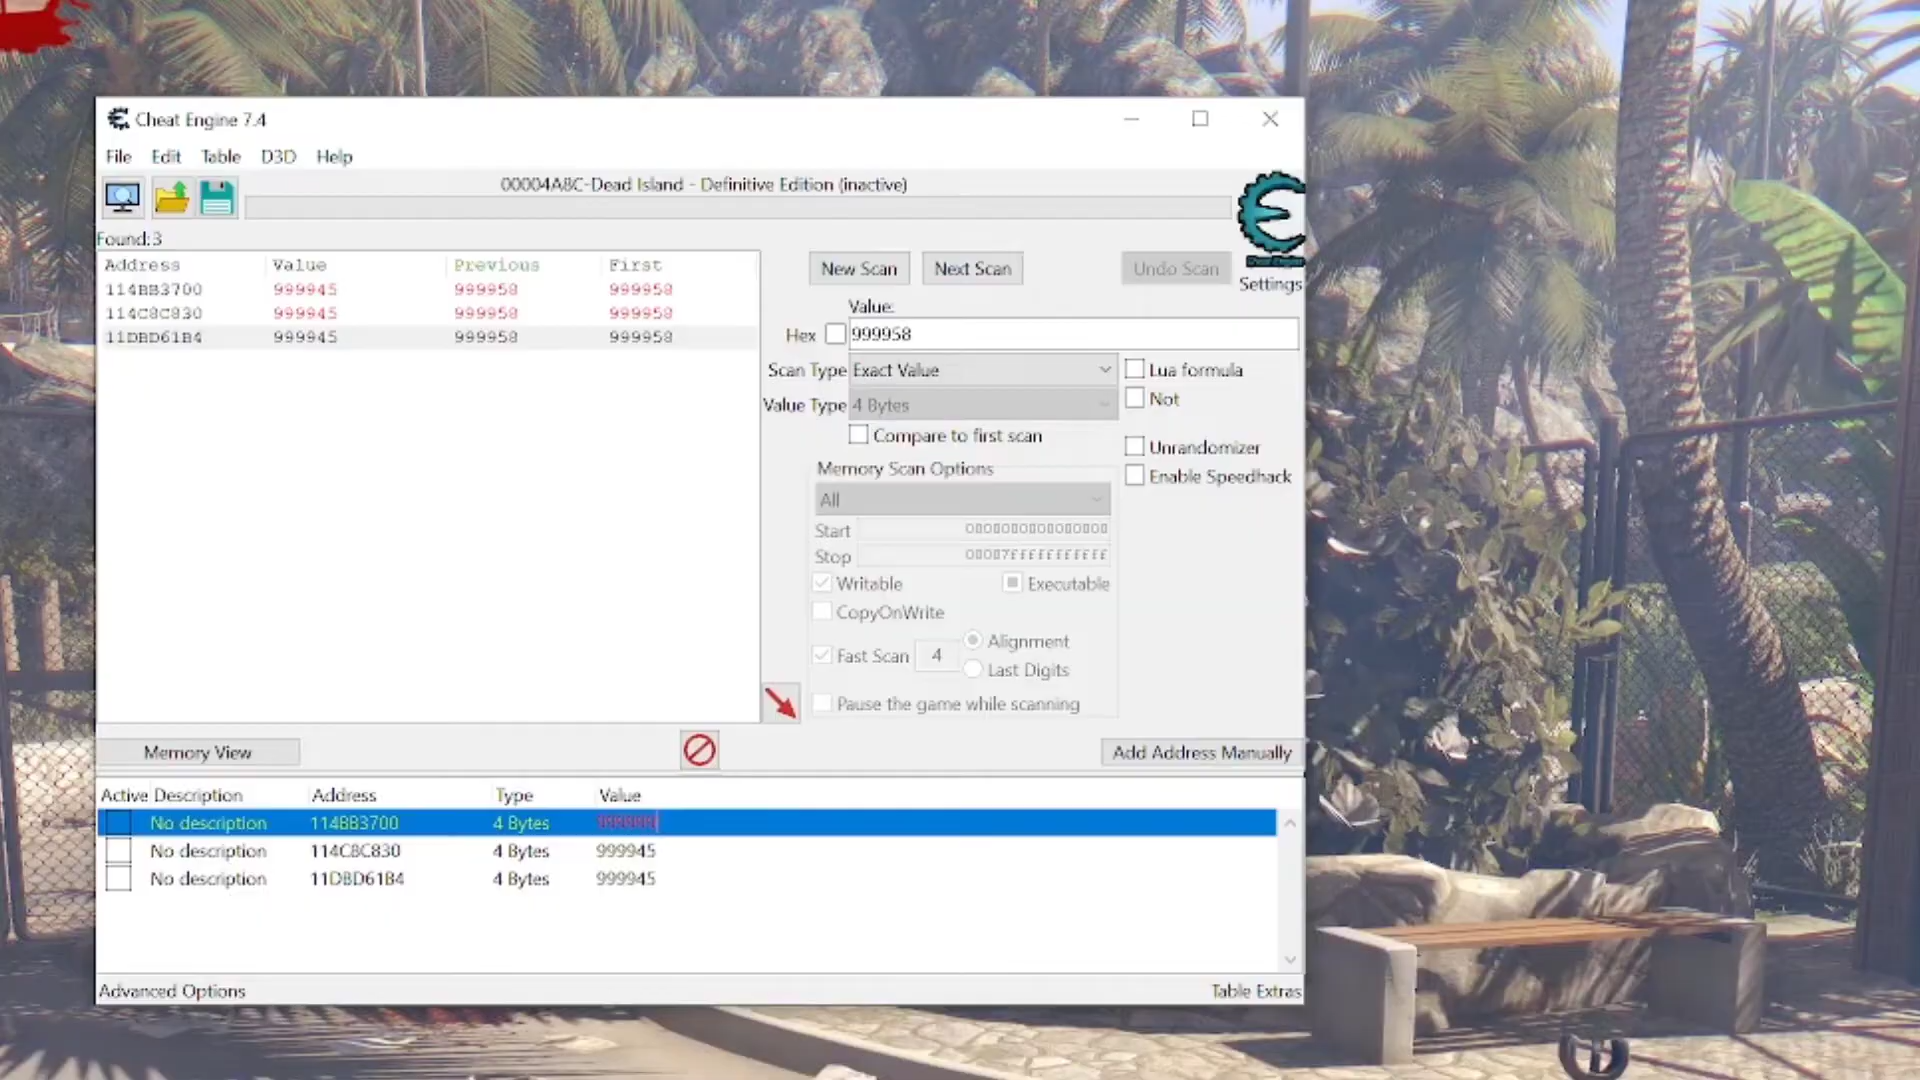 Cheat Engine 7.4
File Edit Table D3D Help
00004A8C-Dead Island - Definitive Edition (inactive)
Found:3
Address Value Previous First
114BB3700 999945 999958 999958
114C8C830 999945 999958 999958
11DBD61B4 999945 999958 999958
New Scan Next Scan Undo Scan
Settings
Value:
Hex 999958
Scan Type Exact Value Lua formula
Not
Value Type 4 Bytes
Compare to first scan
Unrandomizer
Memory Scan Options
Enable Speedhack
All
Start 0000000000000000
Stop 00007fffffffffff
Writable Executable
CopyOnWrite
Alignment
Fast Scan 4
Last Digits
Pause the game while scanning
Memory View Add Address Manually
Active Description Address Type Value
No description 114BB3700 4 Bytes
No description 114C8C830 4 Bytes 999945
No description 11DBD61B4 4 Bytes 999945
Advanced Options Table Extras